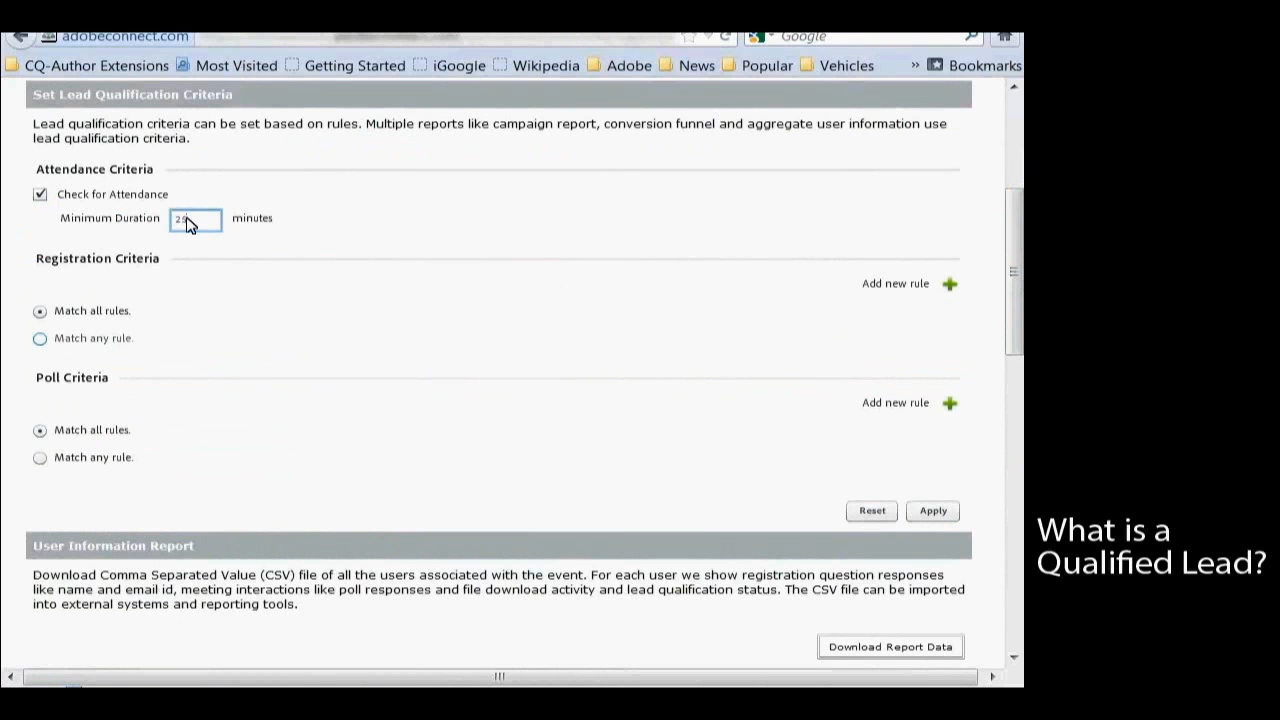 adobeconnect.com
Google
CQ-Author Extensions Most Visited Getting Started iGoogle Wikipedia Adobe News Popular Vehicles » Bookmarks
Set Lead Qualification Criteria
Lead qualification criteria can be set based on rules. Multiple reports like campaign report, conversion funnel and aggregate user information use
lead qualification criteria.
Attendance Criteria
Check for Attendance
Minimum Duration minutes
Registration Criteria
Add new rule
Match all rules.
Match any rule.
Poll Criteria
Add new rule
Match all rules.
Match any rule.
Reset Apply
User Information Report
Download Comma Separated Value (CSV) file of all the users associated with the event. For each user we show registration question responses
like name and email id, meeting interactions like poll responses and file download activity and lead qualification status. The CSV file can be imported
into external systems and reporting tools.
Download Report Data
What is a
Qualified Lead?